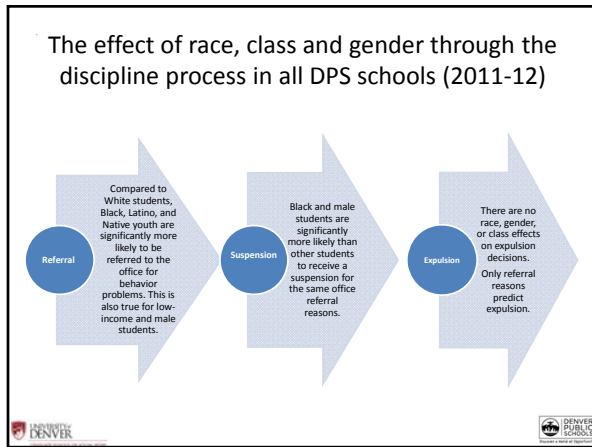 The effect of race, class and gender through the
discipline process in all DPS schools (2011-12)
Referral
Compared to
White students,
Black, Latino, and
Native youth are
significantly more
likely to be
referred to the
office for
behavior
problems. This is
also true for low-
income and male
students.
Suspension
Black and male
students are
significantly
more likely than
other students
to receive a
suspension for
the same office
referral
reasons.
Expulsion
There are no
race, gender,
or class effects
on expulsion
decisions.
Only referral
reasons
predict
expulsion.
UNIVERSITY of
DENVER
DENVER
PUBLIC
SCHOOLS